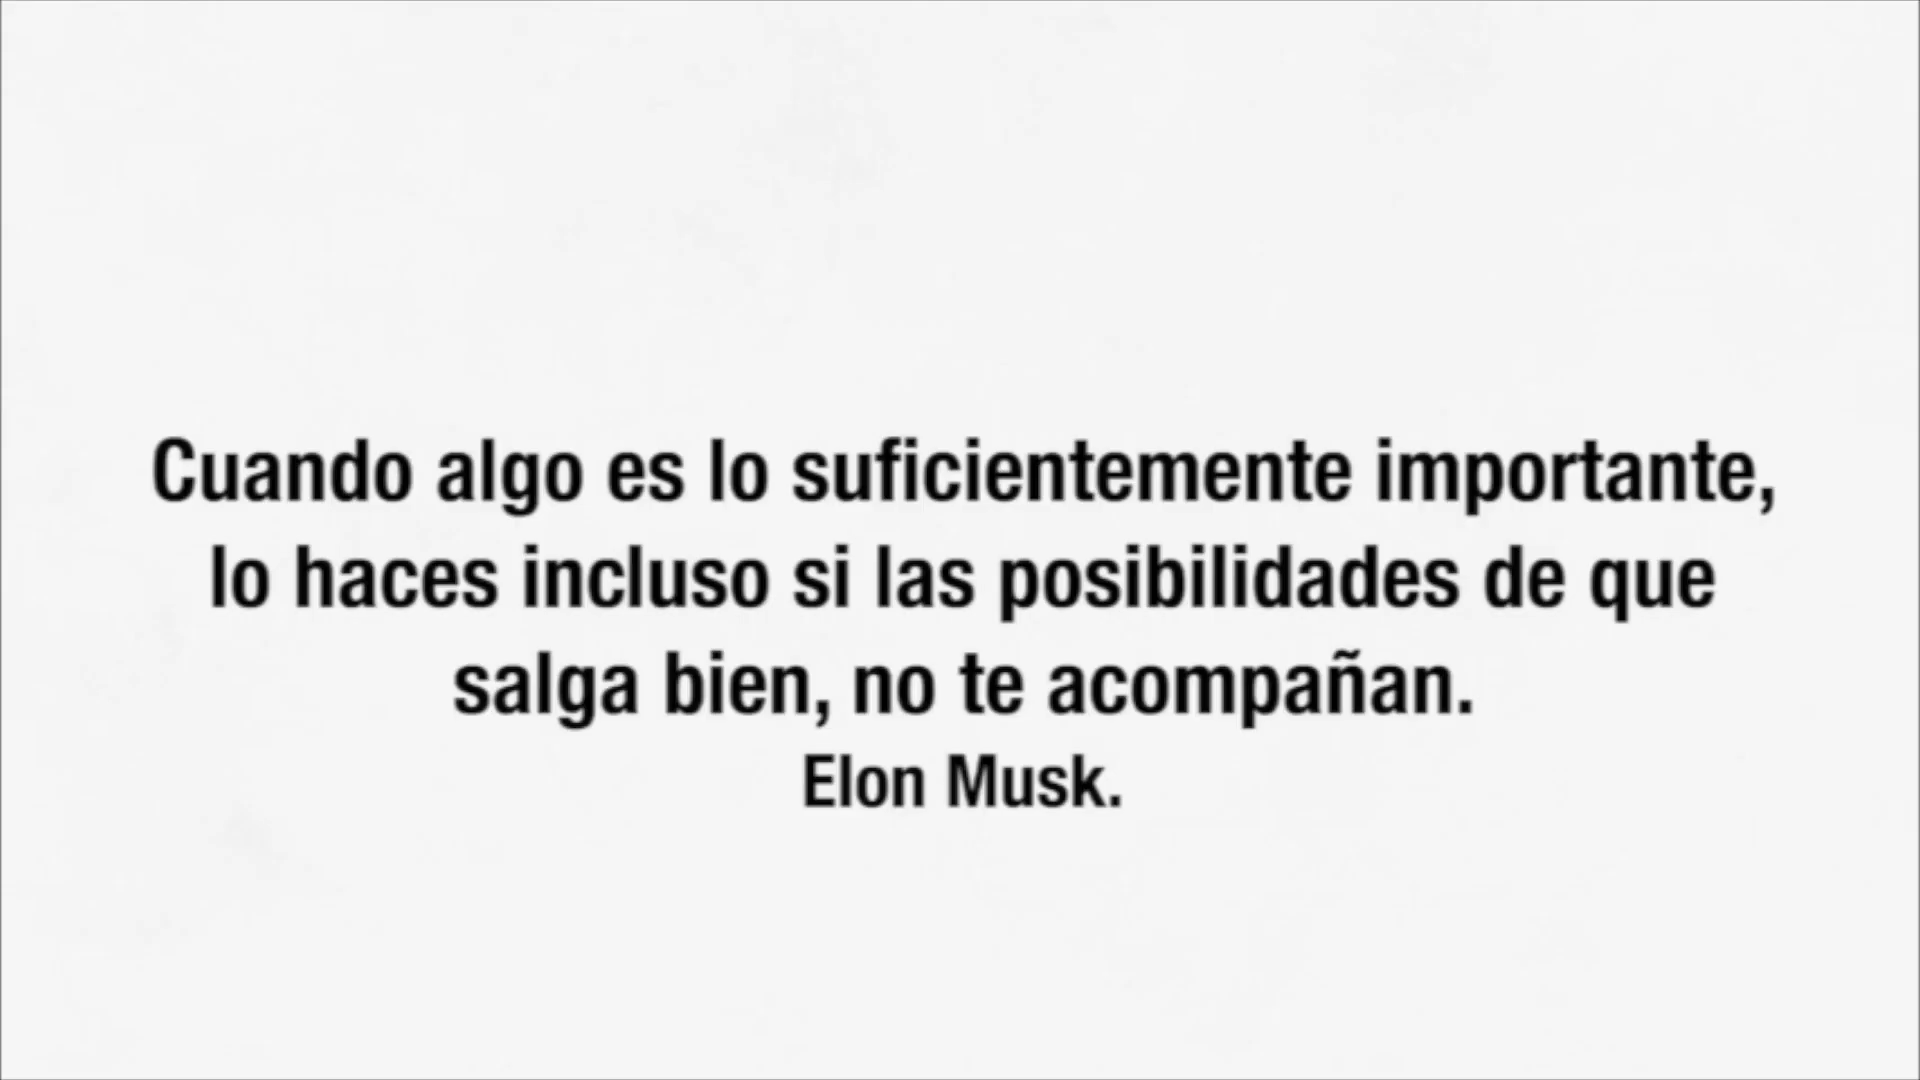 Cuando algo es lo suficientemente importante,
lo haces incluso si las posibilidades de que
salga bien, no te acompañan.
Elon Musk.